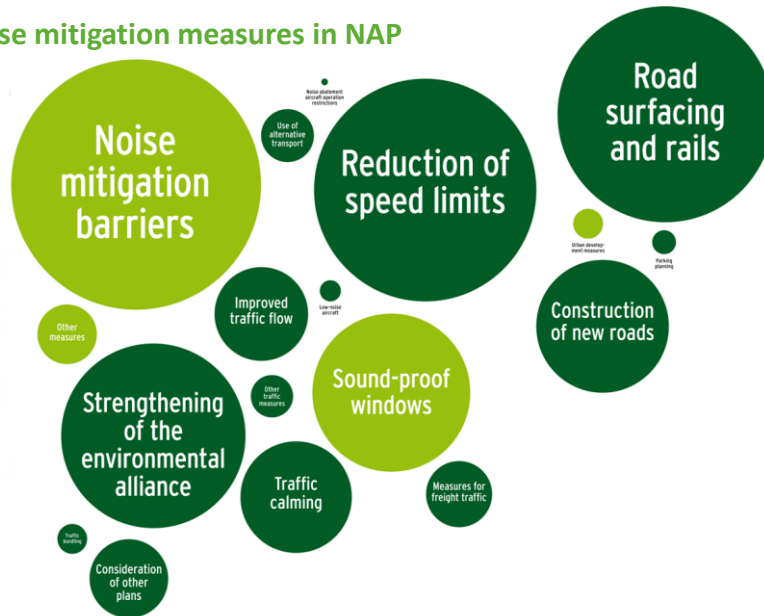 se mitigation measures in NAP
Noise
mitigation
barriers
Noise abatement
aircraft operation
restrictions
Use of
alternative
transport
Reduction of
speed limits
Road
surfacing
and rails
Urban develop-
ment measures
Parking
planning
Improved
traffic flow
Low-noise
aircraft
Construction
of new roads
Other
measures
Sound-proof
windows
Other
traffic
measures
Strengthening
of the
environmental
alliance
Traffic
calming
Measures for
freight traffic
Traffic
bundling
Consideration
of other
plans